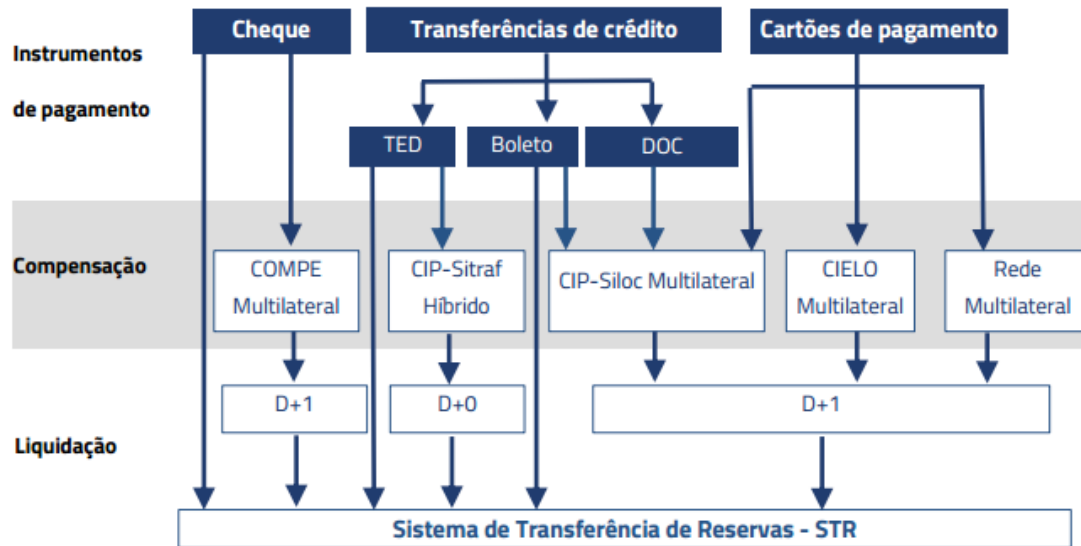 Cheque
Transferências de crédito
Cartões de pagamento
Instrumentos
de pagamento
TED
Boleto
DOC
Compensação
COMPE
Multilateral
CIP-Sitraf
Híbrido
CIP-Siloc Multilateral
CIELO
Multilateral
Rede
Multilateral
D+1
D+0
D+1
Liquidação
Sistema de Transferência de Reservas - STR